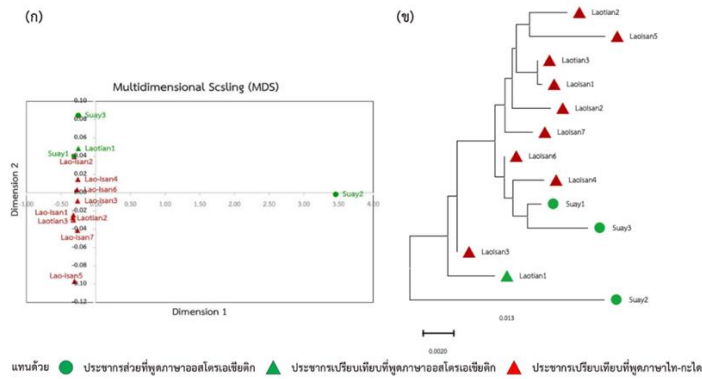 (ก)
Multidimensional Scsling (MDS)
Dimension 2
0.10
0.08
0.06
0.04
0.02
0.00
-0.02
-0.04
-0.06
-0.08
-0.10
-0.12
-1.00
-0.50
0.00
0.50
1.00
1.50
2.00
2.50
3.00
3.50
4.00
Suay3
Laotian1
Suay1
Lao-Isan2
Lao-Isan4
Lao-Isan6
Suay2
Lao-Isan3
Lao-Isan1
Laotian2
Laotian3
Lao-Isan7
Lao-Isan5
Dimension 1
(ข)
Laotian2
LaoIsan5
Laotian3
LaoIsan1
LaoIsan2
LaoIsan7
LaoIsan6
LaoIsan4
Suay1
Suay3
LaoIsan3
Laotian1
Suay2
0.013
0.0020
แทนด้วย ประชากรส่วยที่พูดภาษาออสโตรเอเชียติก ประชากรเปรียบเทียบที่พูดภาษาออสโตรเอเชียติก ประชากรเปรียบเทียบที่พูดภาษาไท-กะได